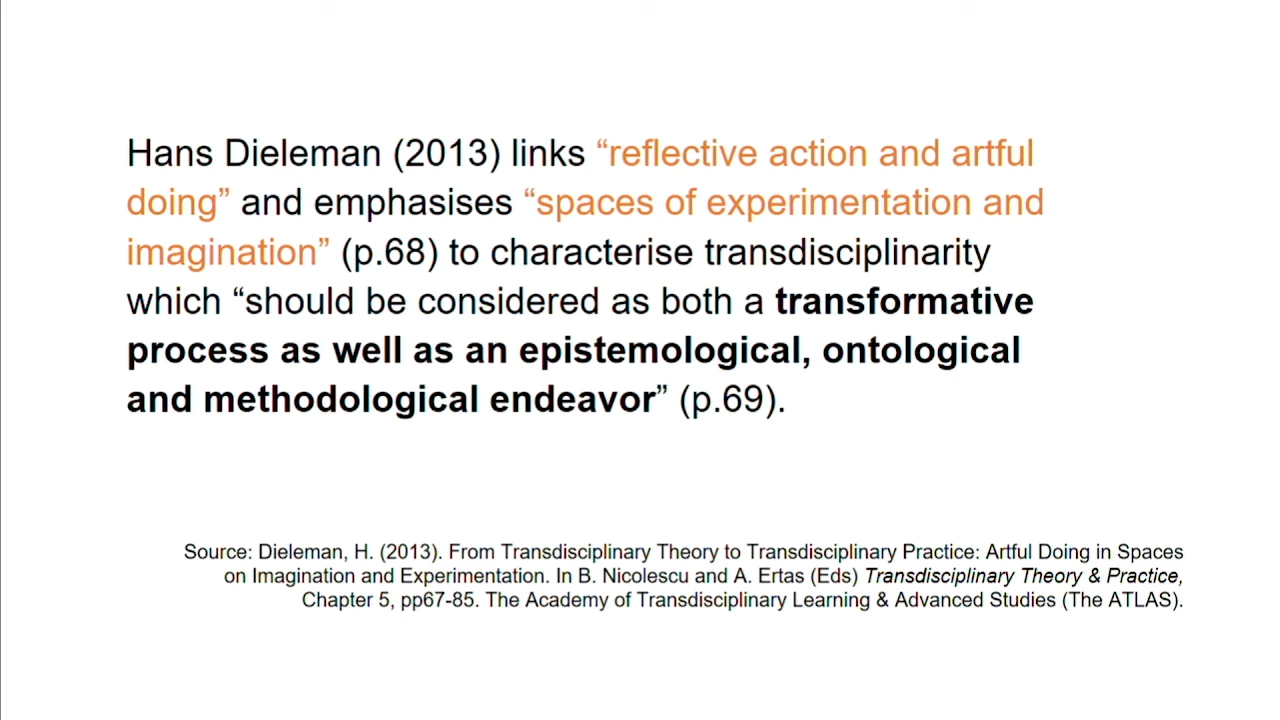 Hans Dieleman (2013) links “reflective action and artful
doing” and emphasises “spaces of experimentation and
imagination” (p.68) to characterise transdisciplinarity
which “should be considered as both a transformative
process as well as an epistemological, ontological
and methodological endeavor” (p.69).
Source: Dieleman, H. (2013). From Transdisciplinary Theory to Transdisciplinary Practice: Artful Doing in Spaces
on Imagination and Experimentation. In B. Nicolescu and A. Ertas (Eds) Transdisciplinary Theory & Practice,
Chapter 5, pp67-85. The Academy of Transdisciplinary Learning & Advanced Studies (The ATLAS).